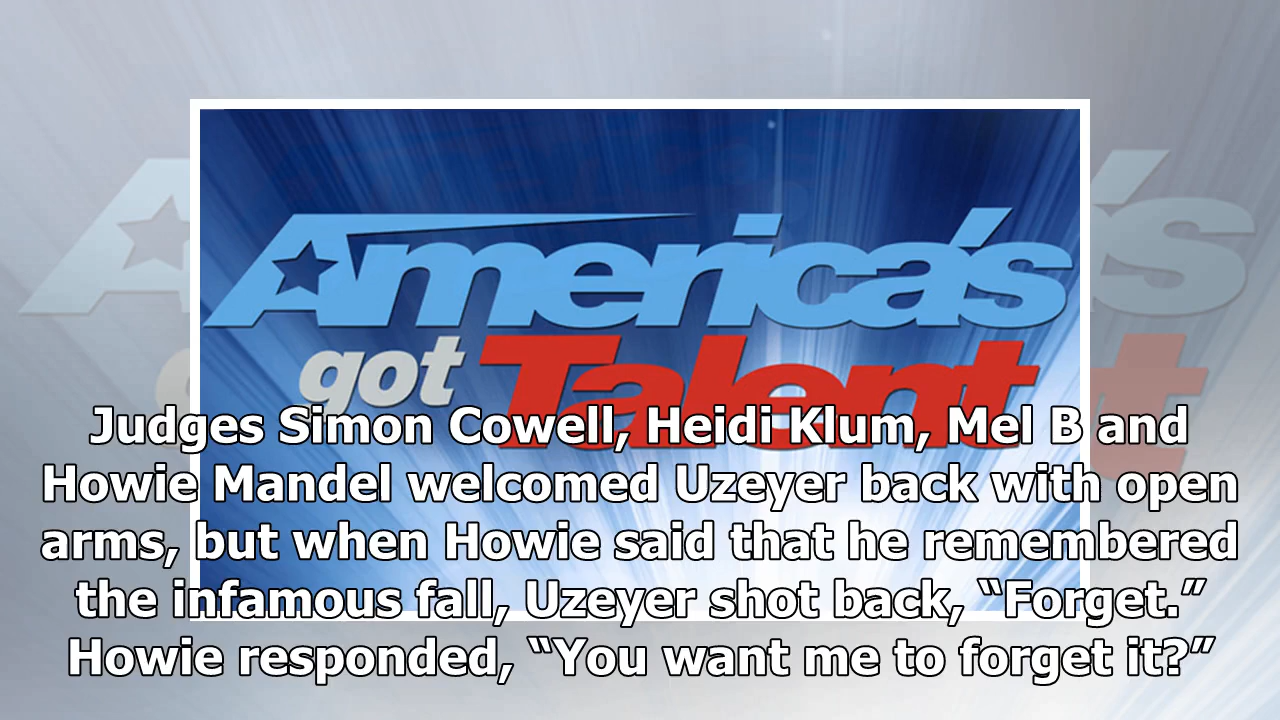 America's
got Talent
Judges Simon Cowell, Heidi Klum, Mel B and
Howie Mandel welcomed Uzeyer back with open
arms, but when Howie said that he remembered
the infamous fall, Uzeyer shot back, “Forget.”
Howie responded, “You want me to forget it?”